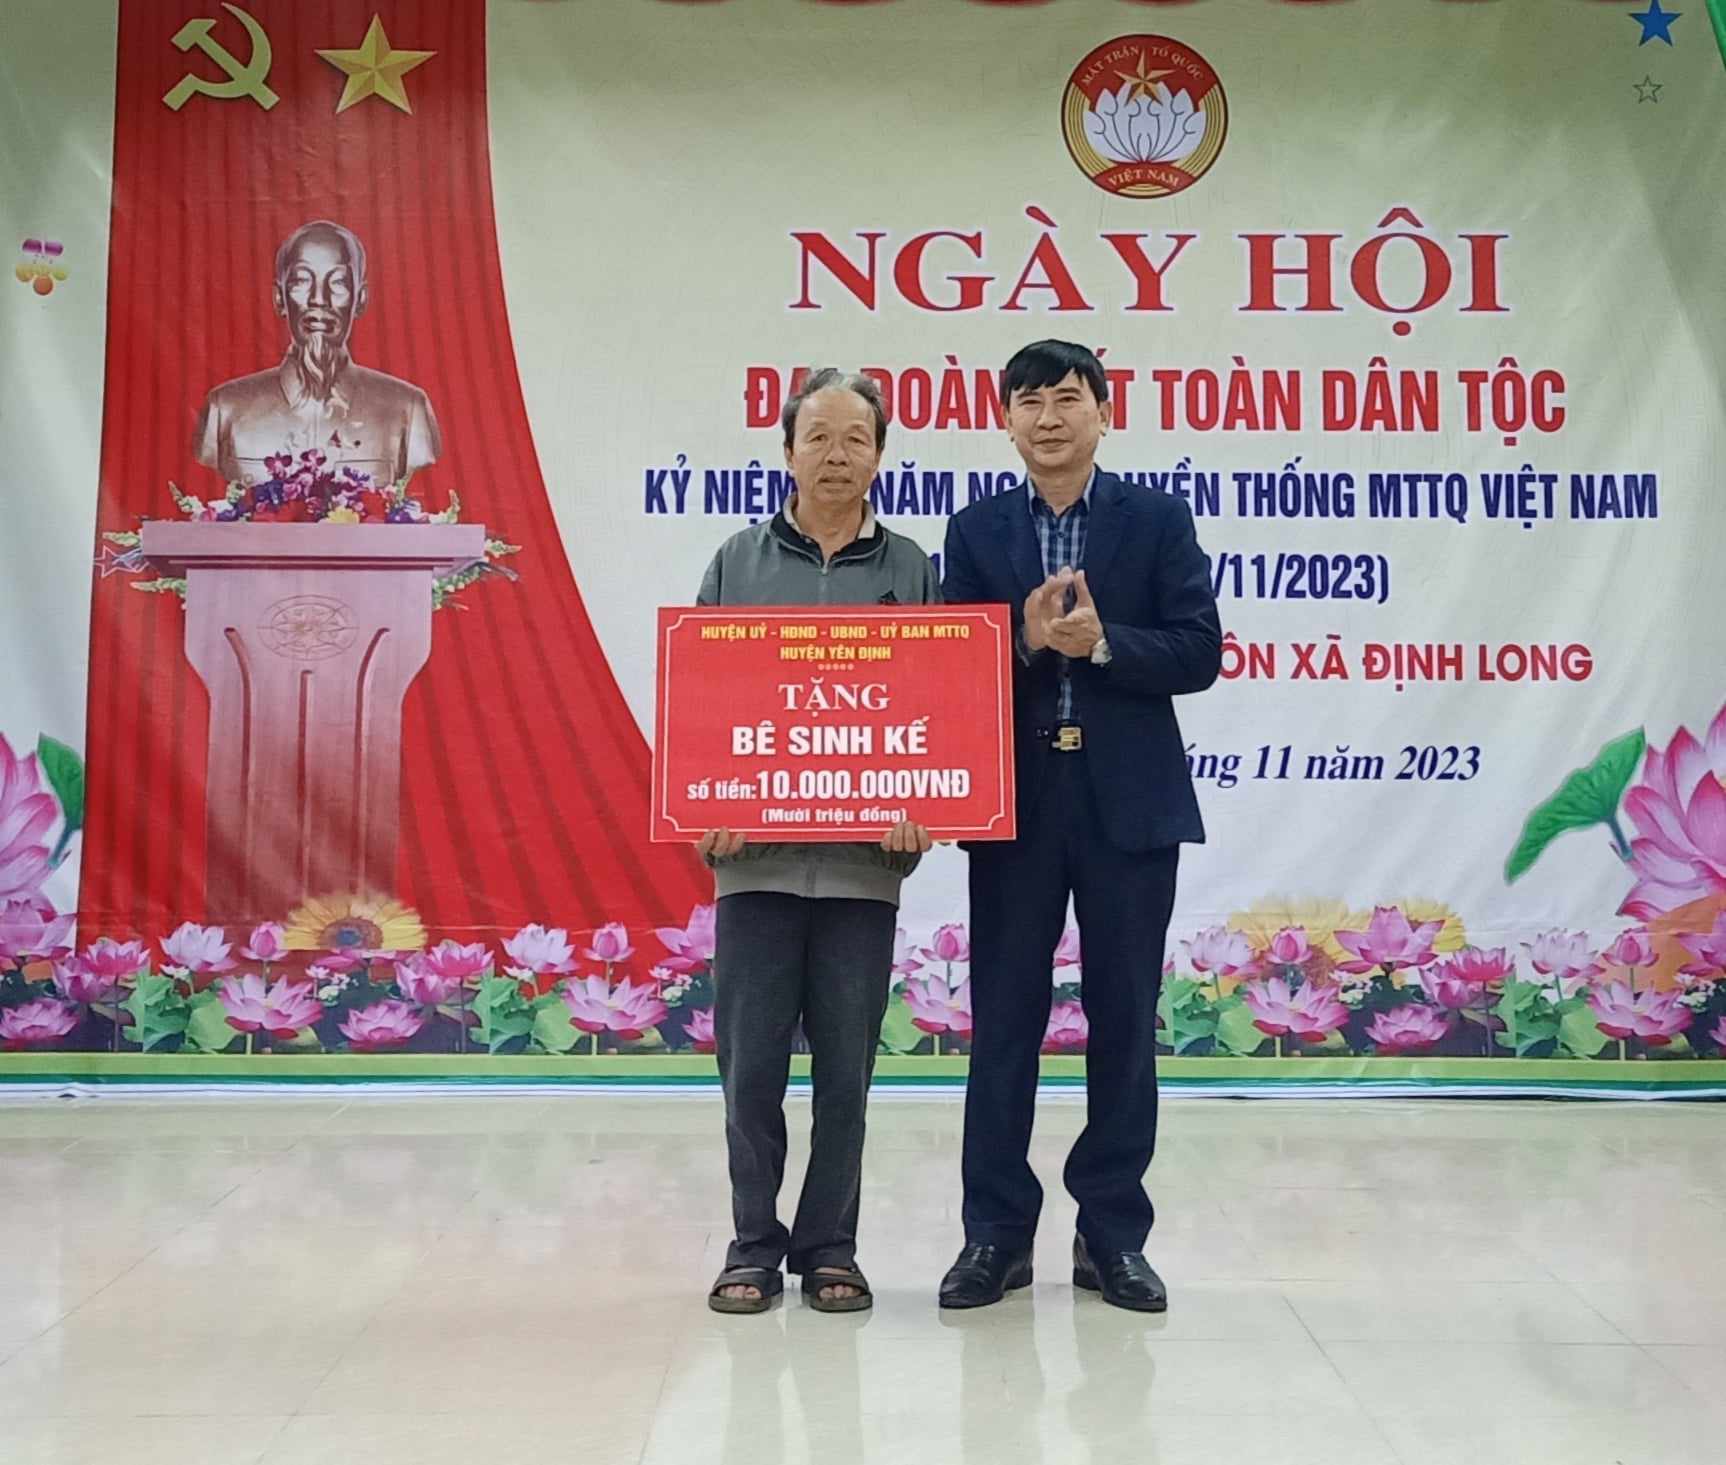 MẶT TRẬN TỔ QUỐC
VIỆT NAM
NGÀY HỘI
TOÀN DÂN TỘC
KỶ NIỆM NĂM THỐNG MTTQ VIỆT NAM
/11/2023)
XÃ ĐỊNH LONG
11 năm 2023
HUYỆN UỶ - HĐND - UBND - UỶ BAN MTTQ
HUYỆN YÊN ĐỊNH
TẶNG
BÊ SINH KẾ
số tiền:10.000.000VNĐ
(Mười triệu đồng)